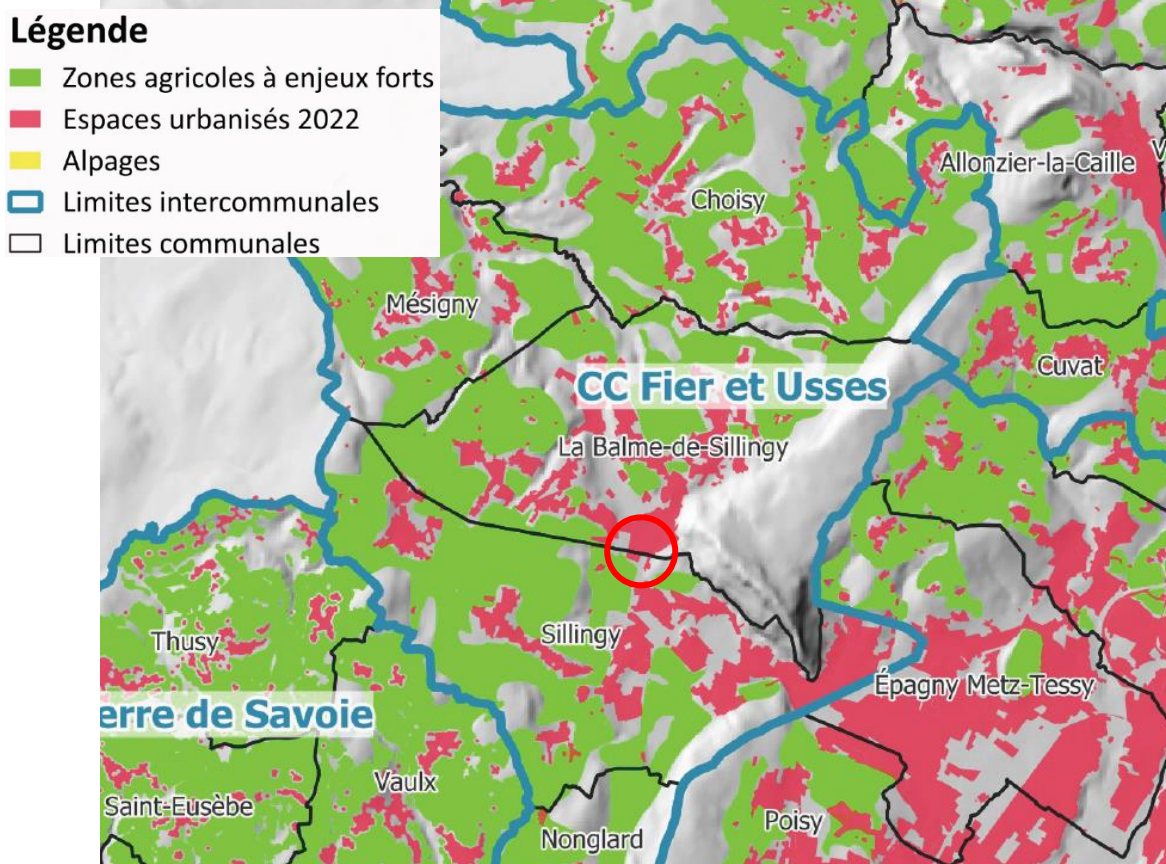 Légende
Zones agricoles à enjeux forts
Espaces urbanisés 2022
Alpages
Limites intercommunales
Limites communales
Allonzier-la-Caille
V
Choisy
Mésigny
Cuvat
CC Fier et Usses
La Balme-de-Sillingy
Thusy
Sillingy
Épagny Metz-Tessy
erre de Savoie
Vaulx
Saint-Eusèbe
Nonglard
Poisy